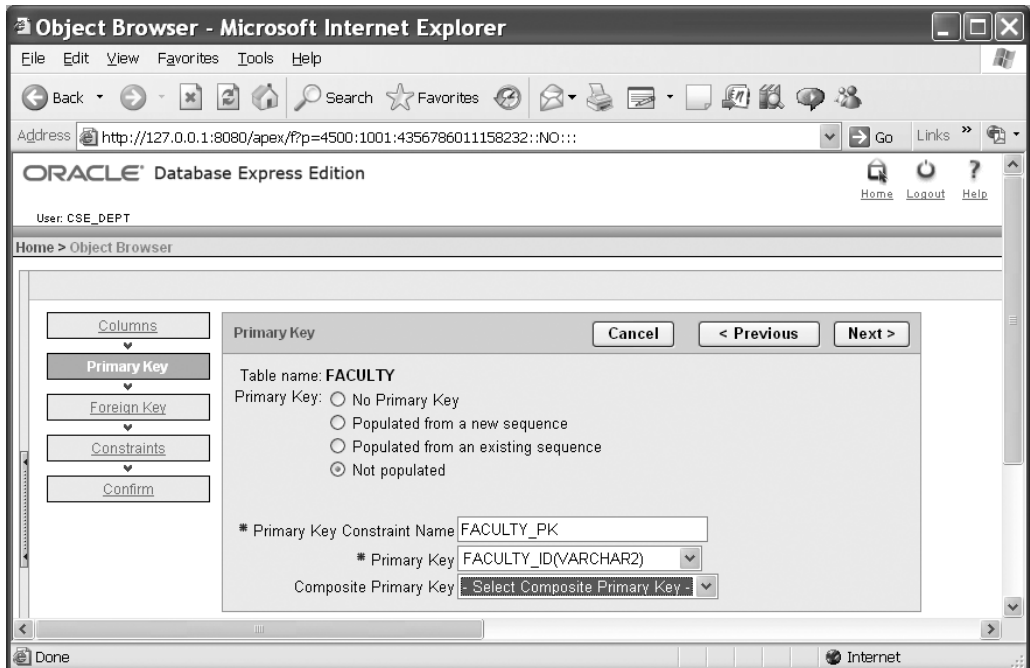 Object Browser - Microsoft Internet Explorer
File Edit View Favorites Tools Help
Back Search Favorites
Address http://127.0.0.1:8080/apex/f?p=4500:1001:4356786011158232::NO::: Go Links »
ORACLE® Database Express Edition
Home Logout Help
User: CSE_DEPT
Home > Object Browser
Columns
Primary Key
Foreign Key
Constraints
Confirm
Primary Key Cancel < Previous Next >
Table name: FACULTY
Primary Key: No Primary Key
Populated from a new sequence
Populated from an existing sequence
Not populated
* Primary Key Constraint Name FACULTY_PK
* Primary Key FACULTY_ID(VARCHAR2)
Composite Primary Key - Select Composite Primary Key -
Done Internet